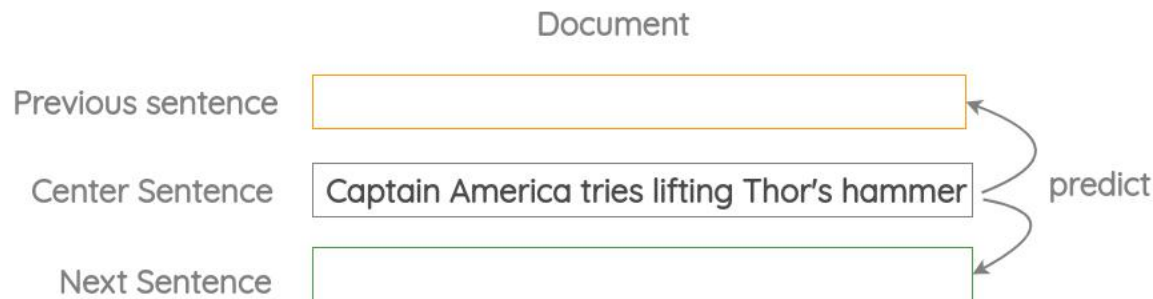 Document
Previous sentence
Center Sentence
Captain America tries lifting Thor's hammer
predict
Next Sentence